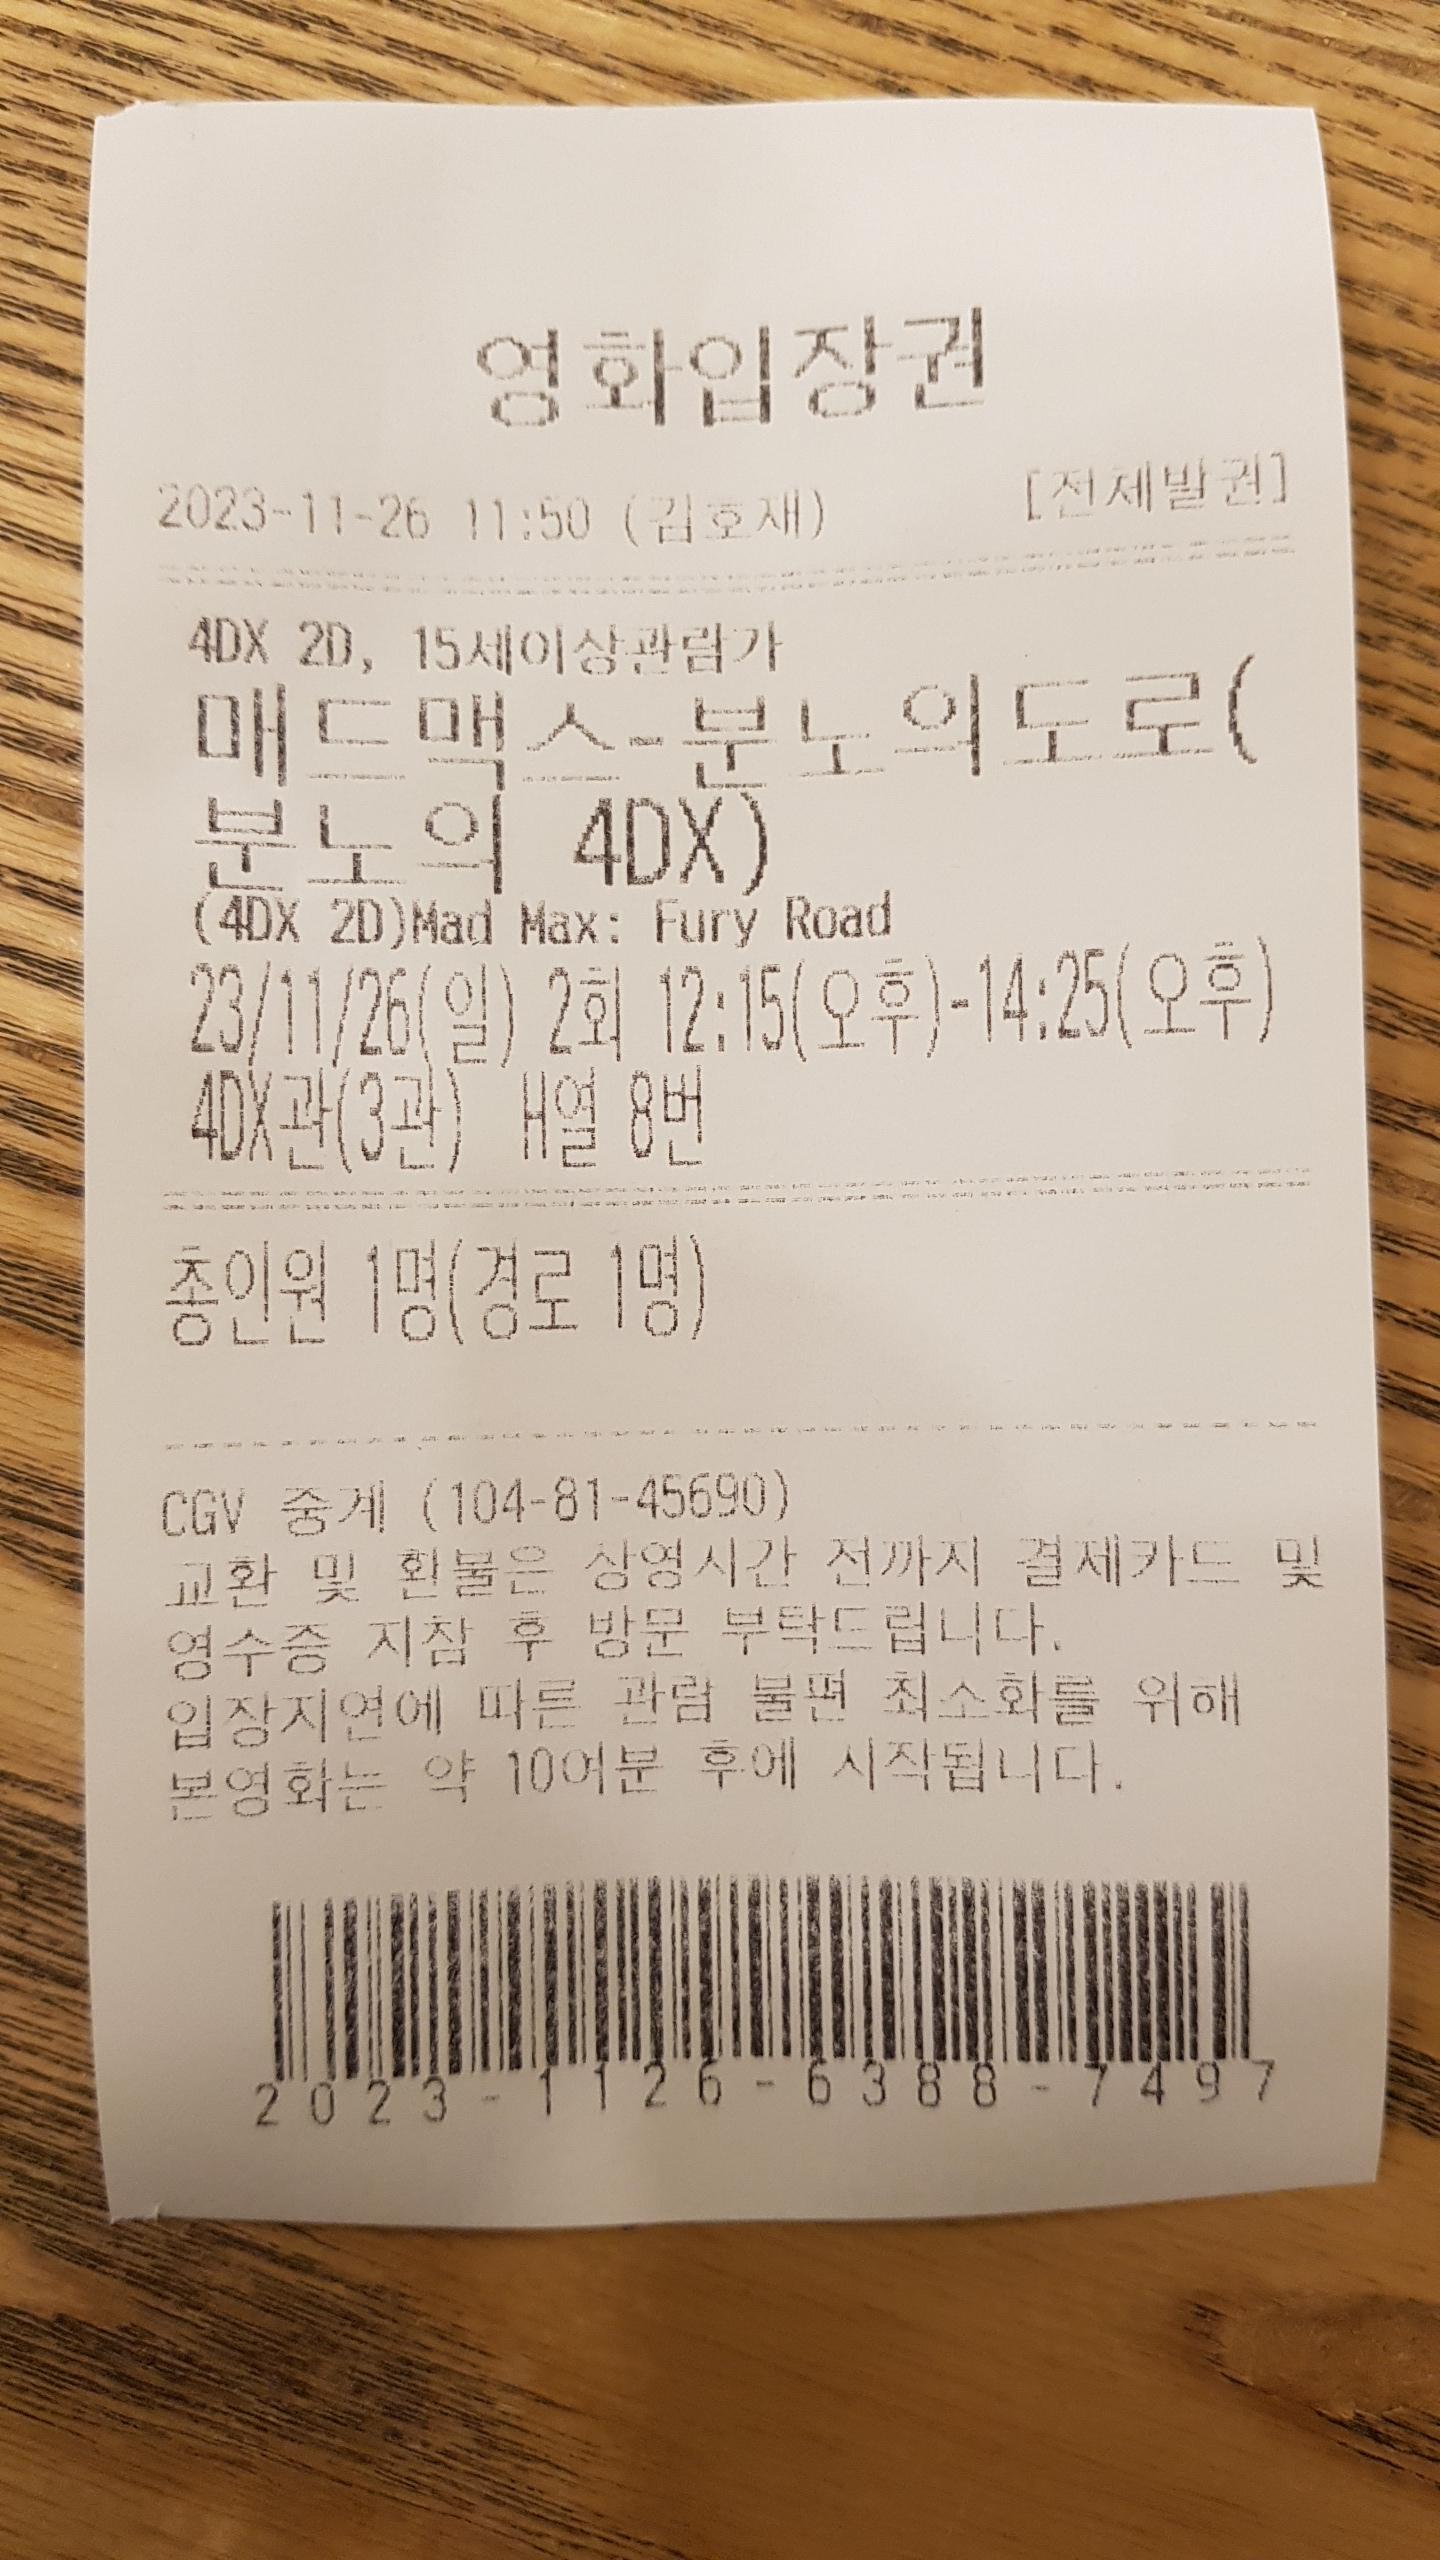 영화입장권
2023-11-26 11:50 (김호재) [전체발권]
4DX 2D, 15세이상관람가
매드맥스-분노의도로(
분노의 4DX)
(4DX 2D)Mad Max: Fury Road
23/11/26(일) 2회 12:15(오후)-14:25(오후)
4DX관(3관) H열 8번
총인원 1명(경로 1명)
CGV 중계 (104-81-45690)
교환 및 환불은 상영시간 전까지 결제카드 및
영수증 지참 후 방문 부탁드립니다.
입장지연에 따른 관람 불편 최소화를 위해
본영화는 약 10여분 후에 시작됩니다.
2023-1126-6388-7497